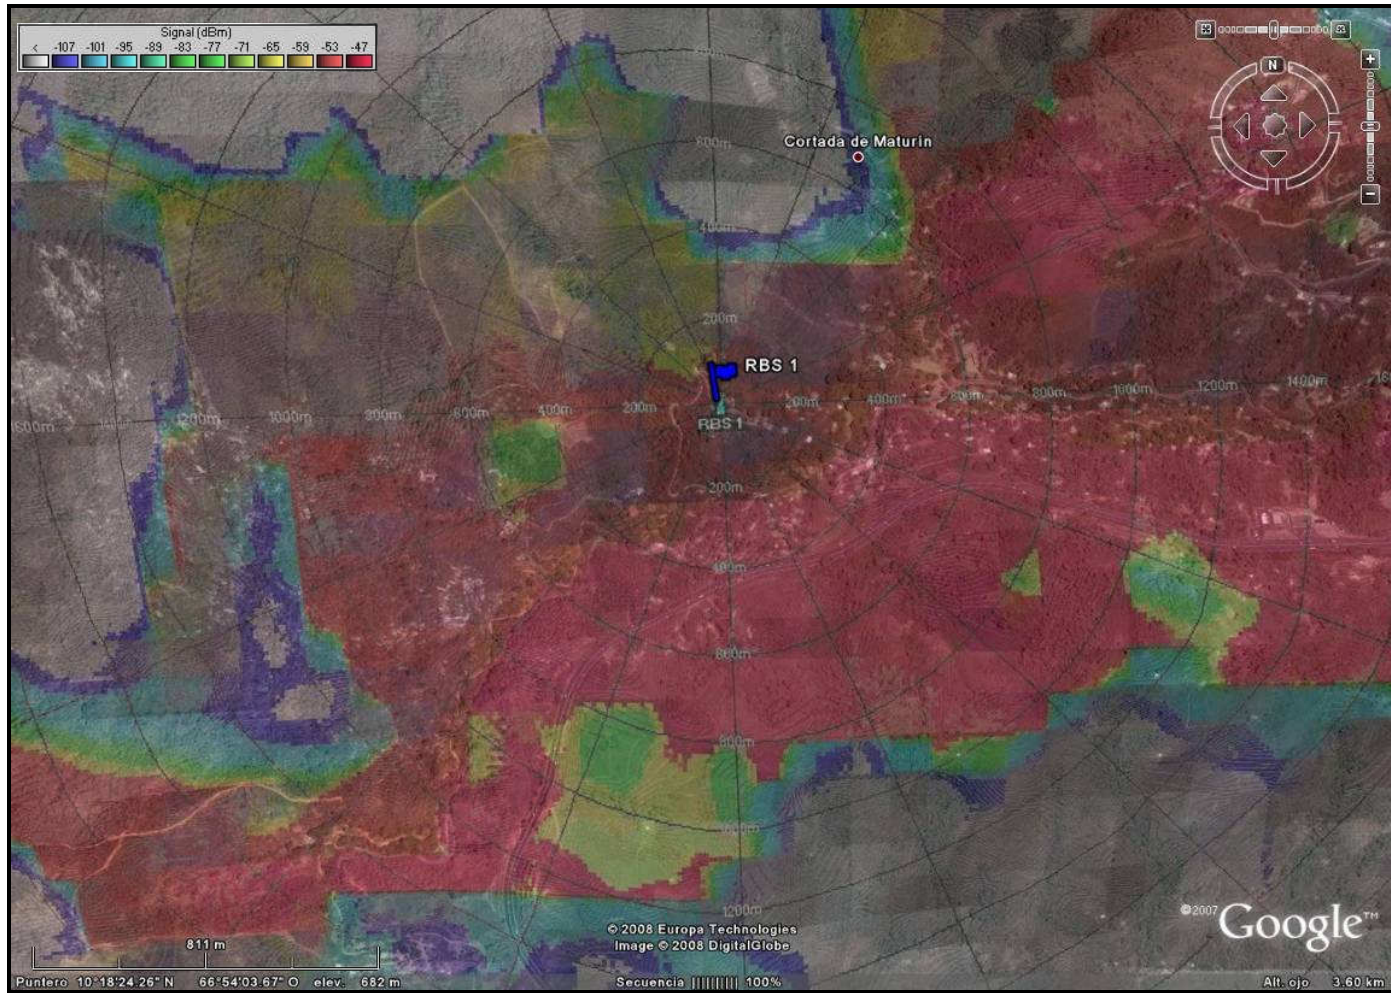 Signal (dBm)
< -107 -101 -95 -89 -83 -77 -71 -65 -59 -53 -47
N
800m
Cortada de Maturin
400m
200m
RBS 1
1200m 1000m 800m 600m 400m 200m 200m 400m 600m 800m 1000m 1200m 1400m
1600m
RBS 1
200m
400m
600m
800m
1000m
1200m
©2007 Google™
811 m
© 2008 Europa Technologies
Image © 2008 DigitalGlobe
Puntero 10°18'24.26" N 66°54'03.67" O elev. 682 m Secuencia 100% Alt. ojo 3.60 km